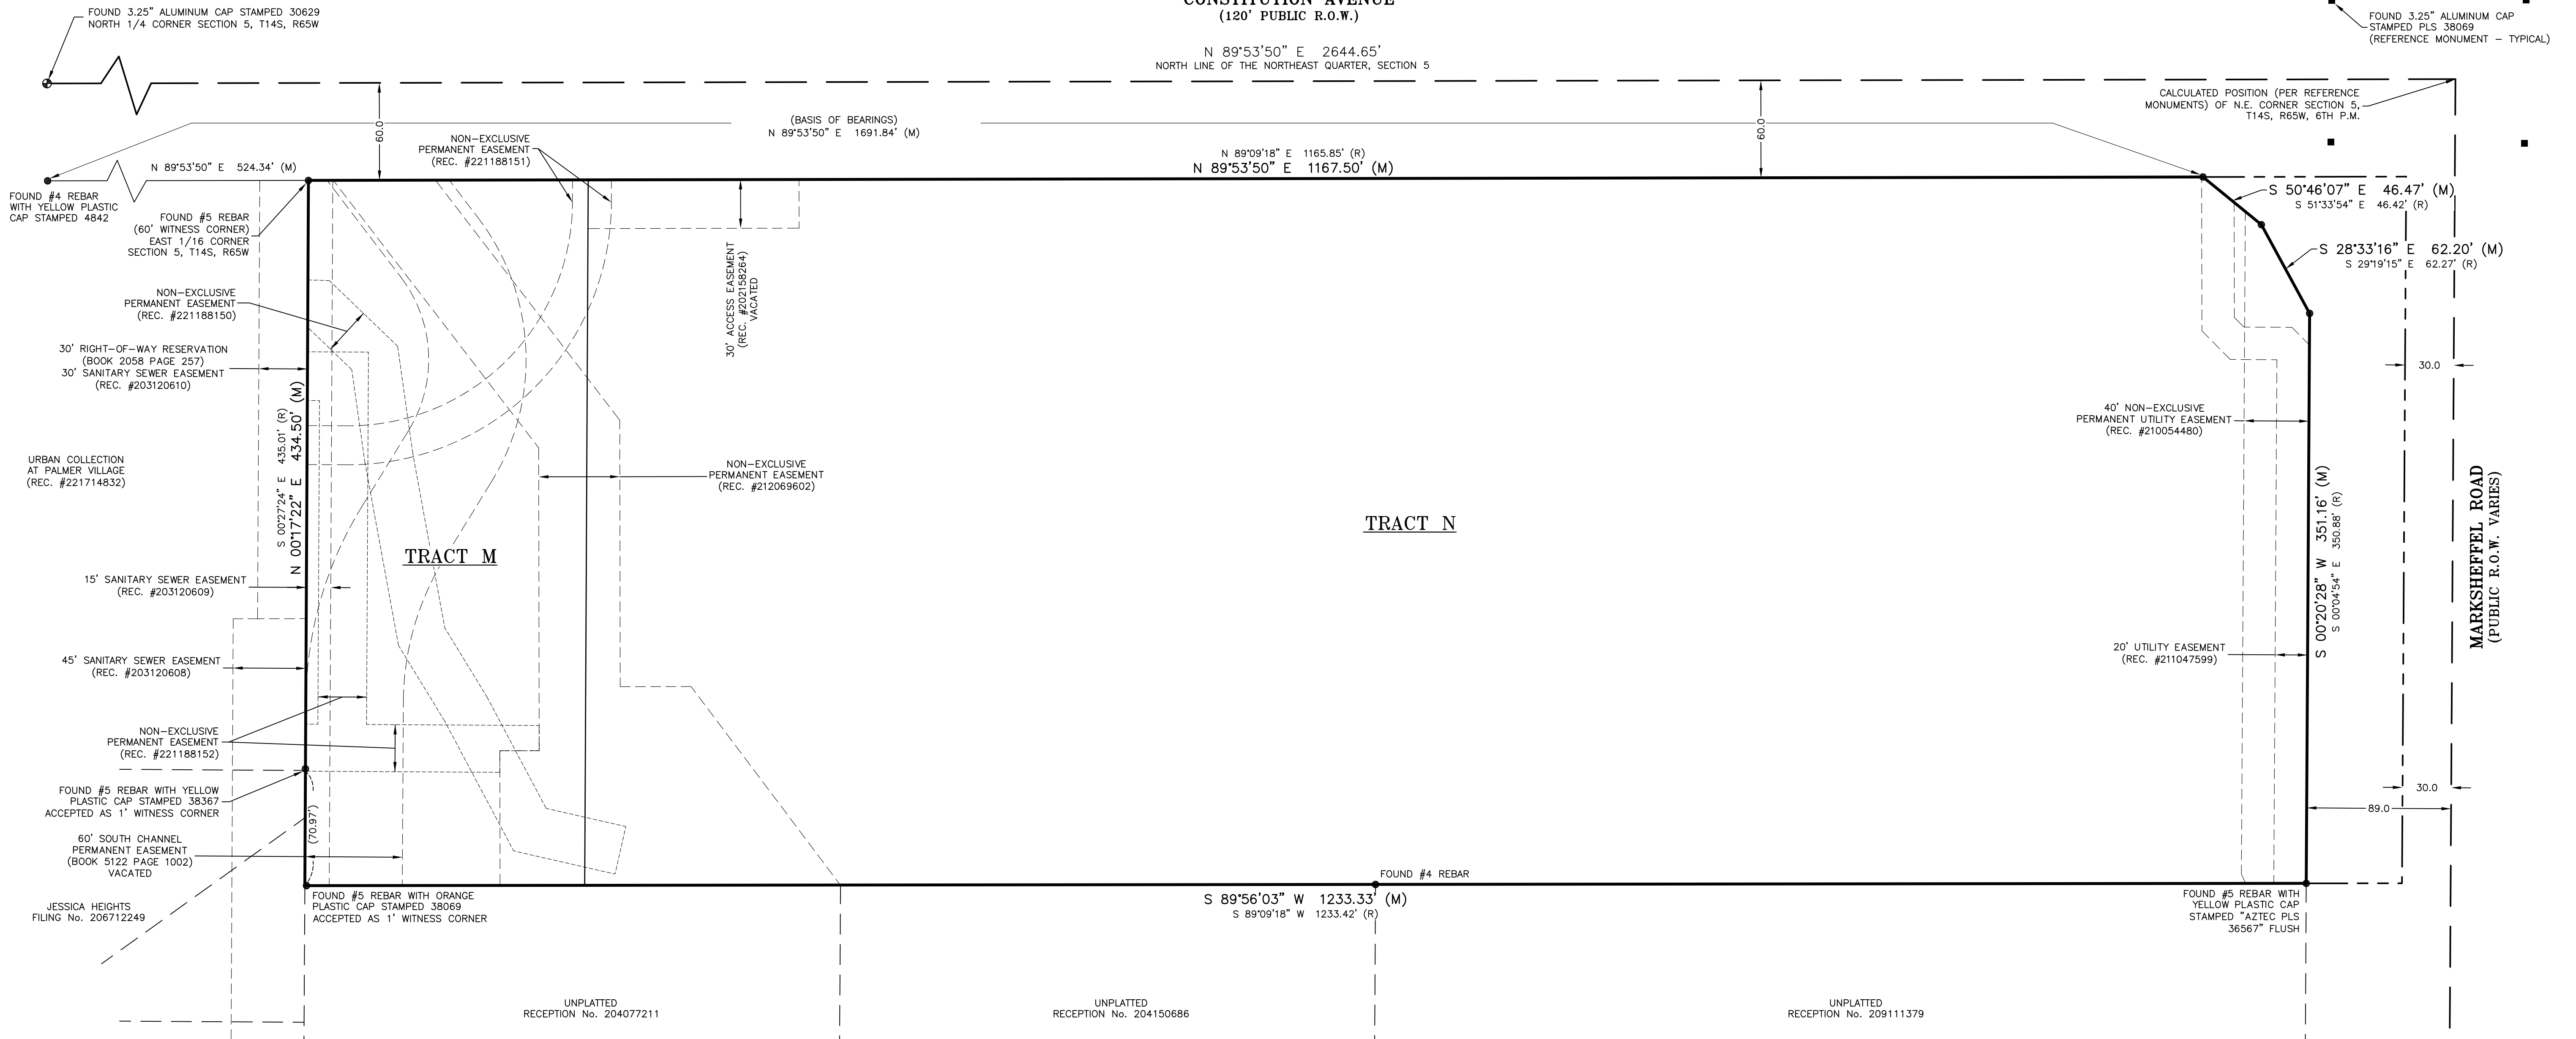 FOUND 3.25" ALUMINUM CAP STAMPED 30629
NORTH 1/4 CORNER SECTION 5, T14S, R65W
CONSTITUTION AVENUE
(120' PUBLIC R.O.W.)
N 89°53'50" E 2644.65'
NORTH LINE OF THE NORTHEAST QUARTER, SECTION 5
FOUND 3.25" ALUMINUM CAP
STAMPED PLS 38069
(REFERENCE MONUMENT – TYPICAL)
CALCULATED POSITION (PER REFERENCE
MONUMENTS) OF N.E. CORNER SECTION 5,
T14S, R65W, 6TH P.M.
60.0
60.0
(BASIS OF BEARINGS)
N 89°53'50" E 1691.84' (M)
NON-EXCLUSIVE
PERMANENT EASEMENT
(REC. #221188151)
N 89°53'50" E 524.34' (M)
N 89°09'18" E 1165.85' (R)
N 89°53'50" E 1167.50' (M)
FOUND #4 REBAR
WITH YELLOW PLASTIC
CAP STAMPED 4842
FOUND #5 REBAR
(60' WITNESS CORNER)
EAST 1/16 CORNER
SECTION 5, T14S, R65W
S 50°46'07" E 46.47' (M)
S 51°33'54" E 46.42' (R)
S 28°33'16" E 62.20' (M)
S 29°19'15" E 62.27' (R)
30' ACCESS EASEMENT
(REC. #202158264)
VACATED
NON-EXCLUSIVE
PERMANENT EASEMENT
(REC. #221188150)
30' RIGHT-OF-WAY RESERVATION
(BOOK 2058 PAGE 257)
30' SANITARY SEWER EASEMENT
(REC. #203120610)
30.0
S 00°27'24" E 435.01' (R)
N 00°17'22" E 434.50' (M)
40' NON-EXCLUSIVE
PERMANENT UTILITY EASEMENT
(REC. #210054480)
URBAN COLLECTION
AT PALMER VILLAGE
(REC. #221714832)
NON-EXCLUSIVE
PERMANENT EASEMENT
(REC. #212069602)
TRACT N
TRACT M
S 00°20'28" W 351.16' (M)
S 00°04'54" E 350.88' (R)
MARKSHEFFEL ROAD
(PUBLIC R.O.W. VARIES)
15' SANITARY SEWER EASEMENT
(REC. #203120609)
45' SANITARY SEWER EASEMENT
(REC. #203120608)
20' UTILITY EASEMENT
(REC. #211047599)
NON-EXCLUSIVE
PERMANENT EASEMENT
(REC. #221188152)
FOUND #5 REBAR WITH YELLOW
PLASTIC CAP STAMPED 38367
ACCEPTED AS 1' WITNESS CORNER
(70.97')
30.0
89.0
60' SOUTH CHANNEL
PERMANENT EASEMENT
(BOOK 5122 PAGE 1002)
VACATED
FOUND #4 REBAR
FOUND #5 REBAR WITH ORANGE
PLASTIC CAP STAMPED 38069
ACCEPTED AS 1' WITNESS CORNER
S 89°56'03" W 1233.33' (M)
S 89°09'18" W 1233.42' (R)
FOUND #5 REBAR WITH
YELLOW PLASTIC CAP
STAMPED "AZTEC PLS
36567" FLUSH
JESSICA HEIGHTS
FILING No. 206712249
UNPLATTED
RECEPTION No. 204077211
UNPLATTED
RECEPTION No. 204150686
UNPLATTED
RECEPTION No. 209111379